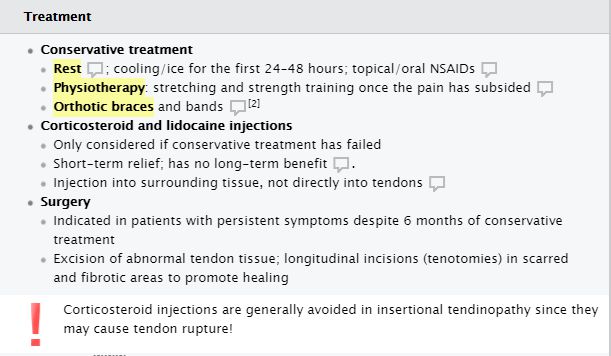 Treatment
Conservative treatment
Rest ; cooling/ice for the first 24–48 hours; topical/oral NSAIDs
Physiotherapy: stretching and strength training once the pain has subsided
Orthotic braces and bands [2]
Corticosteroid and lidocaine injections
Only considered if conservative treatment has failed
Short-term relief; has no long-term benefit .
Injection into surrounding tissue, not directly into tendons
Surgery
Indicated in patients with persistent symptoms despite 6 months of conservative
treatment
Excision of abnormal tendon tissue; longitudinal incisions (tenotomies) in scarred
and fibrotic areas to promote healing
Corticosteroid injections are generally avoided in insertional tendinopathy since they
may cause tendon rupture!